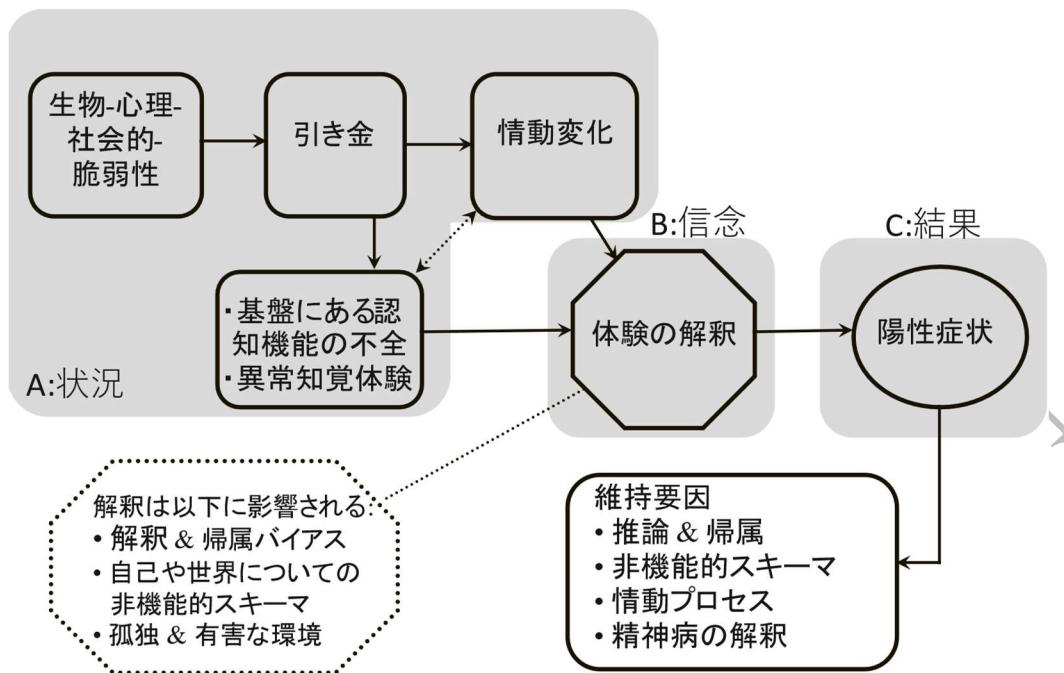 生物-心理-
社会的-
脆弱性
引き金
情動変化
・基盤にある認
知機能の不全
・異常知覚体験
A:状況
B:信念
体験の解釈
C:結果
陽性症状
解釈は以下に影響される:
• 解釈 & 帰属バイアス
• 自己や世界についての
非機能的スキーマ
• 孤独 & 有害な環境
維持要因
• 推論 & 帰属
• 非機能的スキーマ
• 情動プロセス
• 精神病の解釈